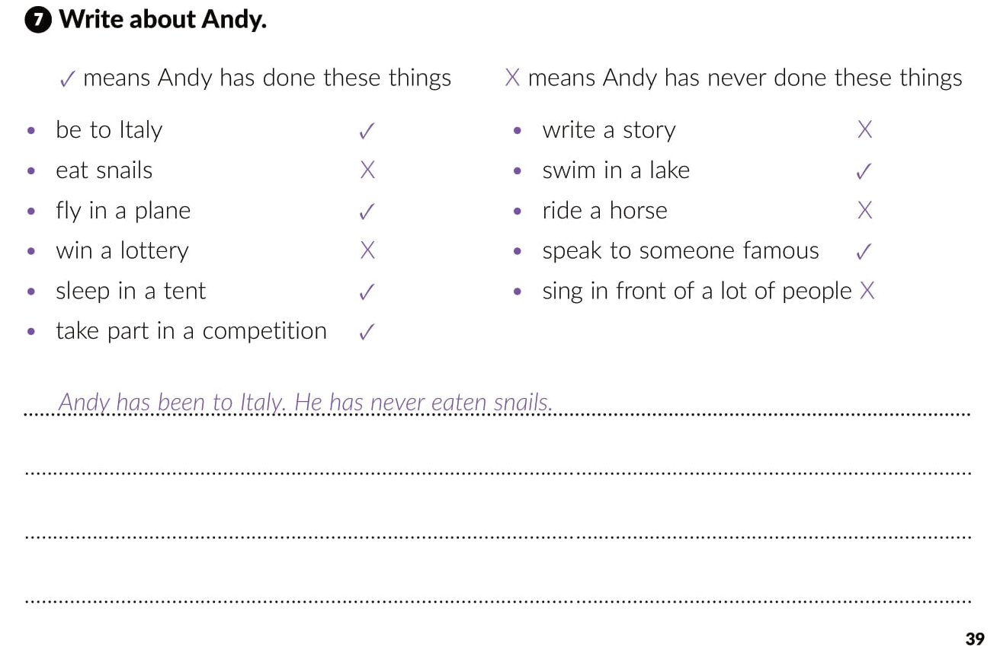 7 Write about Andy.
✓ means Andy has done these things X means Andy has never done these things
• be to Italy ✓
• eat snails X
• fly in a plane ✓
• win a lottery X
• sleep in a tent ✓
• take part in a competition ✓
• write a story X
• swim in a lake ✓
• ride a horse X
• speak to someone famous ✓
• sing in front of a lot of people X
Andy has been to Italy. He has never eaten snails.
39